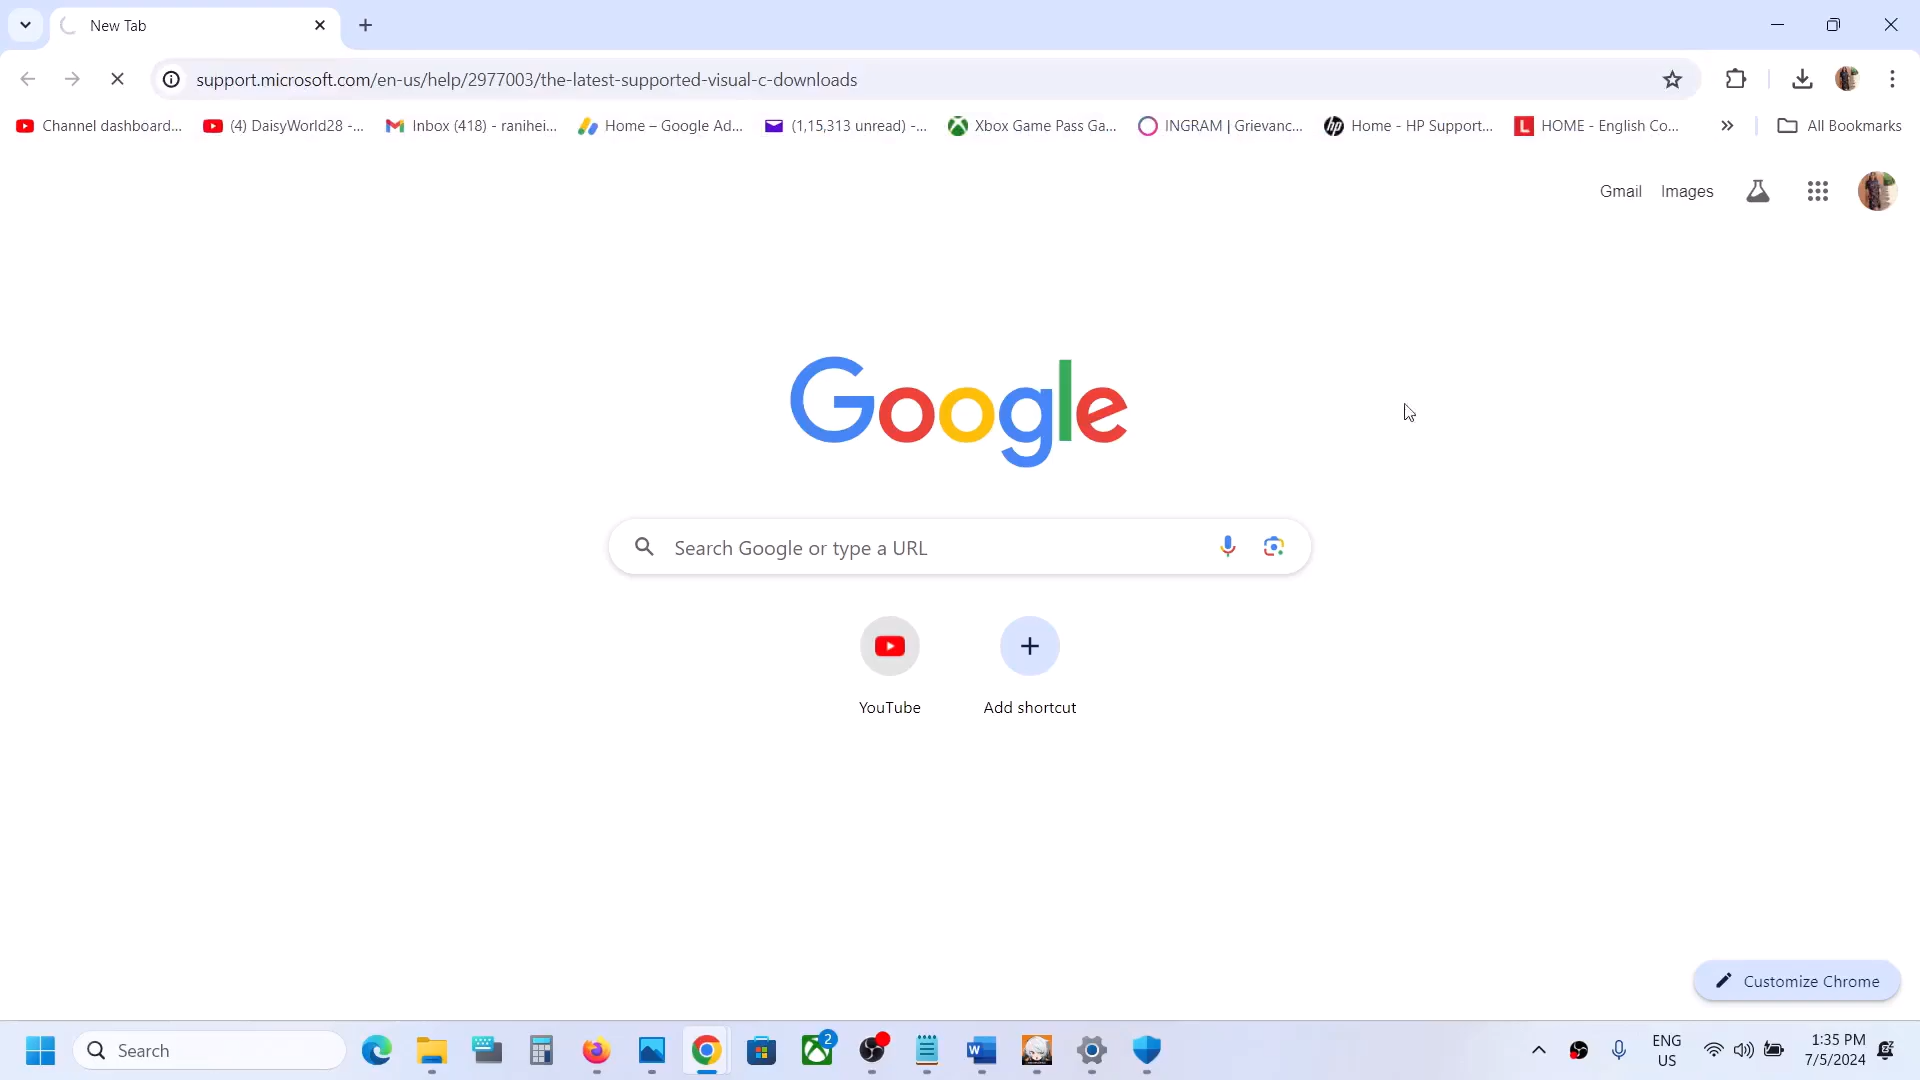 New Tab
support.microsoft.com/en-us/help/2977003/the-latest-supported-visual-c-downloads
Channel dashboard...
(4) DaisyWorld28 -...
Inbox (418) - ranihei...
Home – Google Ad...
(1,15,313 unread) -...
Xbox Game Pass Ga...
INGRAM | Grievanc...
Home - HP Support...
HOME - English Co...
All Bookmarks
Gmail
Images
Google
Search Google or type a URL
YouTube
Add shortcut
Customize Chrome
Search
2
ENG
US
1:35 PM
7/5/2024